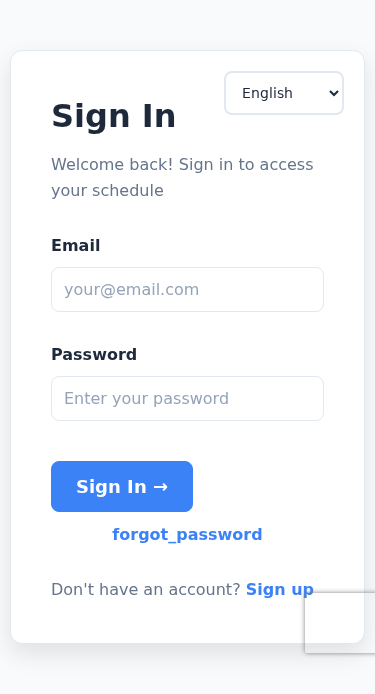 English
Sign In
Welcome back! Sign in to access
your schedule
Email
your@email.com
Password
Enter your password
Sign In →
forgot_password
Don't have an account? Sign up